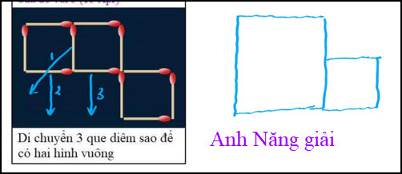 1
2
3
Di chuyển 3 que diêm sao để
có hai hình vuông
Anh Năng giải